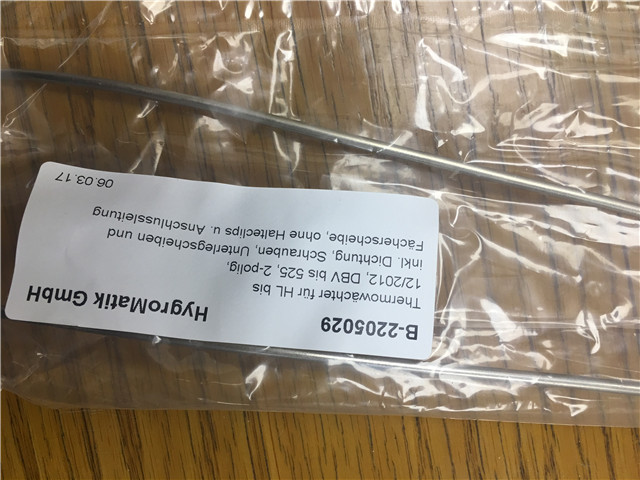 B-2205029 HygroMatik GmbH
Thermowächter für HL bis
12/2012, DBV bis 525, 2-polig,
inkl. Dichtung, Schrauben, Unterlegscheiben und
Fächerscheibe, ohne Halteclips u. Anschlussleitung
06.03.17